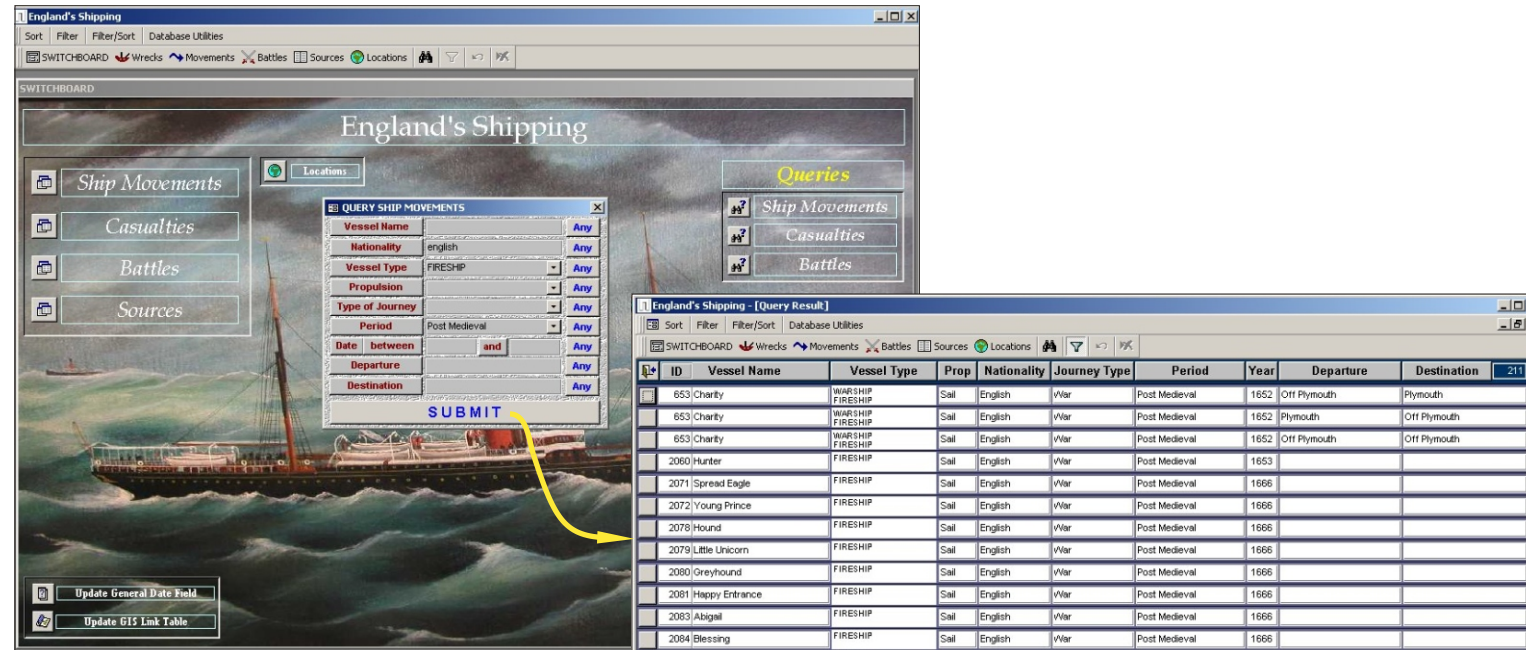 England's Shipping
Sort Filter Filter/Sort Database Utilities
SWITCHBOARD Wrecks Movements Battles Sources Locations
SWITCHBOARD
England's Shipping
Ship Movements
Casualties
Battles
Sources
Locations
Queries
Ship Movements
Casualties
Battles
QUERY SHIP MOVEMENTS
Vessel Name Any
Nationality english Any
Vessel Type FIRESHIP Any
Propulsion Any
Type of Journey Any
Period Post Medieval Any
Date between and Any
Departure Any
Destination Any
SUBMIT
Update General Date Field
Update GIS Link Table
England's Shipping - [Query Result]
Sort Filter Filter/Sort Database Utilities
SWITCHBOARD Wrecks Movements Battles Sources Locations
ID Vessel Name Vessel Type Prop Nationality Journey Type Period Year Departure Destination 211
653 Charity WARSHIP FIRESHIP Sail English War Post Medieval 1652 Off Plymouth Plymouth
653 Charity WARSHIP FIRESHIP Sail English War Post Medieval 1652 Plymouth Off Plymouth
653 Charity WARSHIP FIRESHIP Sail English War Post Medieval 1652 Off Plymouth Off Plymouth
2060 Hunter FIRESHIP Sail English War Post Medieval 1653
2071 Spread Eagle FIRESHIP Sail English War Post Medieval 1666
2072 Young Prince FIRESHIP Sail English War Post Medieval 1666
2078 Hound FIRESHIP Sail English War Post Medieval 1666
2079 Little Unicorn FIRESHIP Sail English War Post Medieval 1666
2080 Greyhound FIRESHIP Sail English War Post Medieval 1666
2081 Happy Entrance FIRESHIP Sail English War Post Medieval 1666
2083 Abigail FIRESHIP Sail English War Post Medieval 1666
2084 Blessing FIRESHIP Sail English War Post Medieval 1666